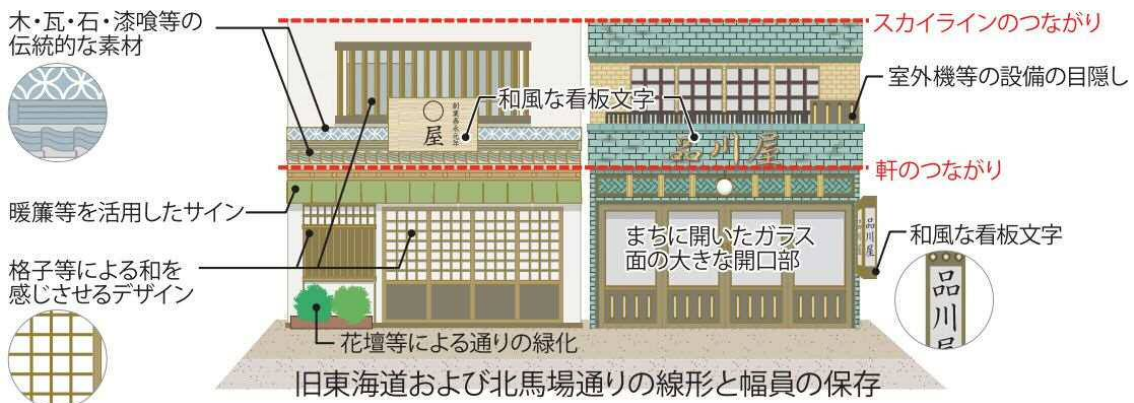 木・瓦・石・漆喰等の
伝統的な素材
スカイラインのつながり
室外機等の設備の目隠し
和風な看板文字
創業嘉永元年
○屋
品川屋
軒のつながり
暖簾等を活用したサイン
まちに開いたガラス
面の大きな開口部
品川屋
和風な看板文字
品川屋
格子等による和を
感じさせるデザイン
花壇等による通りの緑化
旧東海道および北馬場通りの線形と幅員の保存